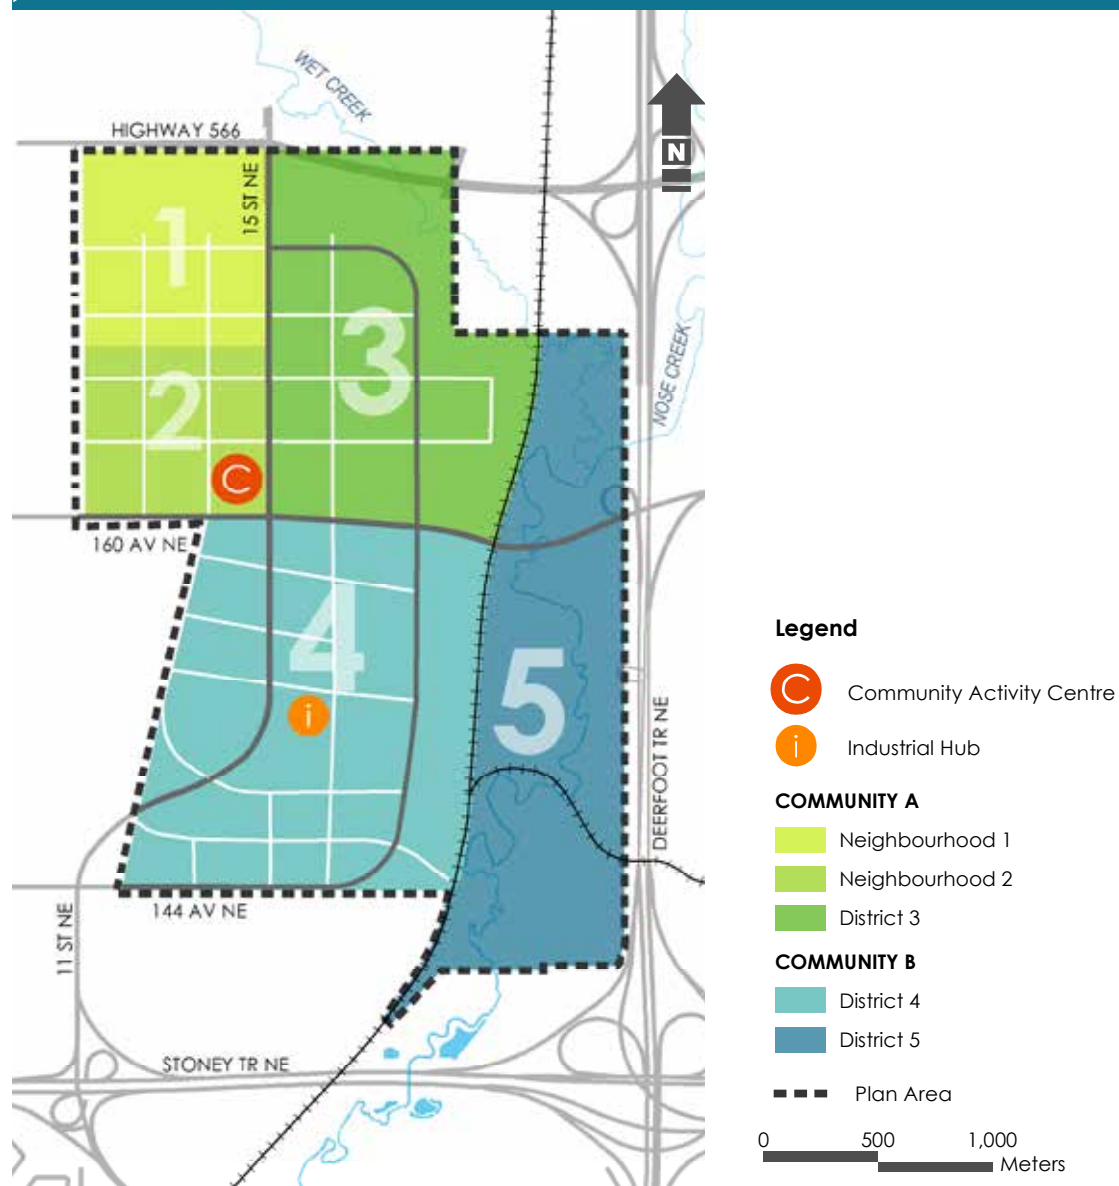 WET CREEK
HIGHWAY 566
N
15 ST NE
1
3
2
NOSE CREEK
C
160 AV NE
4
5
i
DEERFOOT TR NE
144 AV NE
11 ST NE
STONEY TR NE
Legend
C Community Activity Centre
i Industrial Hub
COMMUNITY A
Neighbourhood 1
Neighbourhood 2
District 3
COMMUNITY B
District 4
District 5
Plan Area
0 500 1,000
Meters